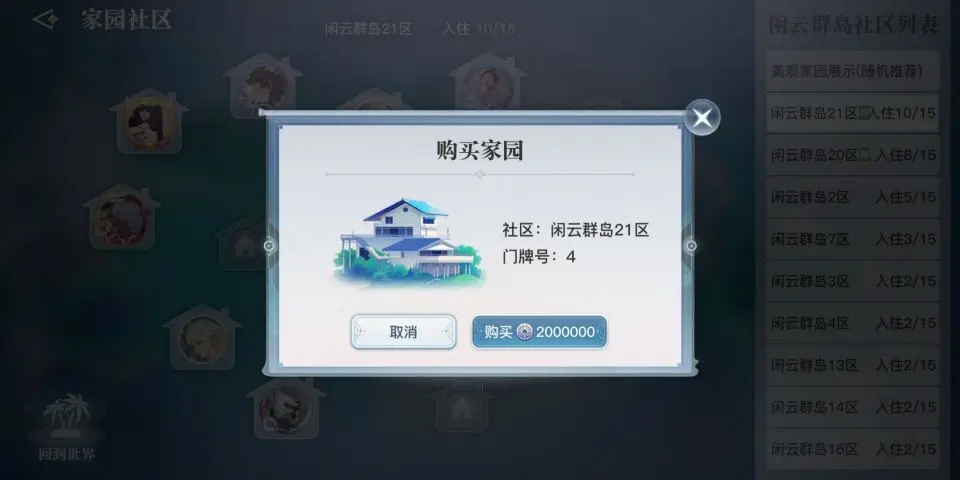 家园社区
闲云群岛21区 入住 10/15
购买家园
社区：闲云群岛21区
门牌号：4
取消
购买 2000000
回到世界
闲云群岛社区列表
美观家园展示(随机推荐)
闲云群岛21区 入住10/15
闲云群岛20区 入住8/15
闲云群岛2区 入住5/15
闲云群岛7区 入住3/15
闲云群岛3区 入住2/15
闲云群岛4区 入住2/15
闲云群岛13区 入住2/15
闲云群岛14区 入住2/15
闲云群岛16区 入住2/15